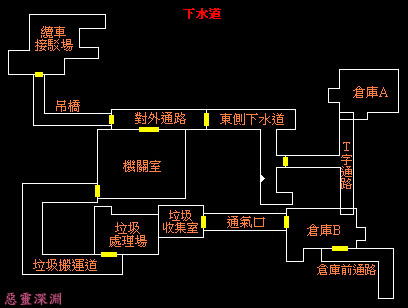 下水道
纜車
接駁場
吊橋
對外通路
東側下水道
倉庫A
機關室
T
字
通
路
垃圾
處理場
垃圾
收集室
通氣口
倉庫B
垃圾搬運道
倉庫前通路
惡靈深淵